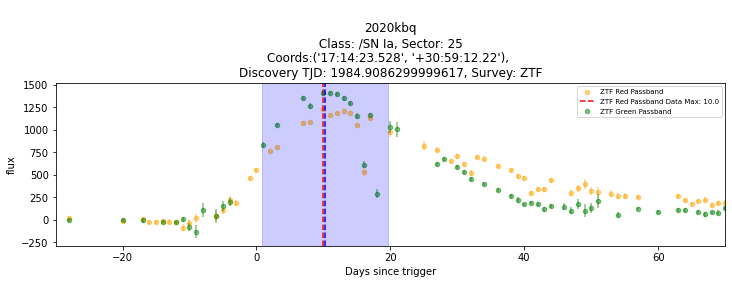 2020kbq
Class: /SN Ia, Sector: 25
Coords:('17:14:23.528', '+30:59:12.22'),
Discovery TJD: 1984.9086299999617, Survey: ZTF
1500
1250
1000
750
500
250
0
−250
flux
ZTF Red Passband
ZTF Red Passband Data Max: 10.0
ZTF Green Passband
−20
0
20
40
60
Days since trigger